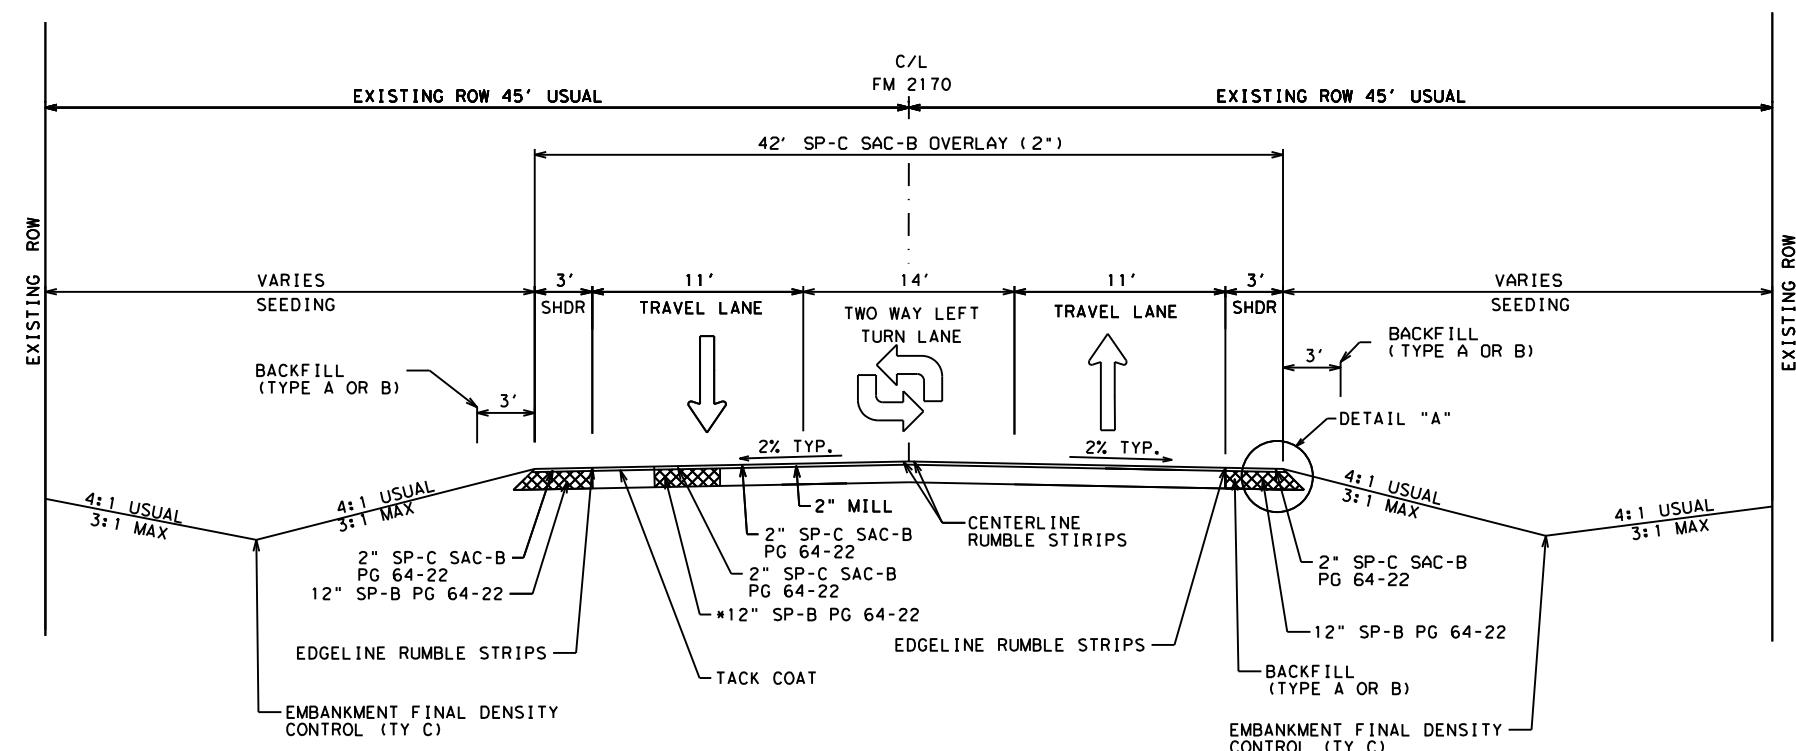 C/L
FM 2170
EXISTING ROW 45' USUAL
EXISTING ROW 45' USUAL
42' SP-C SAC-B OVERLAY (2")
EXISTING ROW
EXISTING ROW
VARIES
SEEDING
3'
SHDR
11'
TRAVEL LANE
14'
TWO WAY LEFT
TURN LANE
11'
TRAVEL LANE
3'
SHDR
VARIES
SEEDING
BACKFILL
(TYPE A OR B)
3'
BACKFILL
(TYPE A OR B)
3'
DETAIL "A"
2% TYP.
2% TYP.
4:1 USUAL
3:1 MAX
4:1 USUAL
3:1 MAX
4:1 USUAL
3:1 MAX
4:1 USUAL
3:1 MAX
2" MILL
2" SP-C SAC-B
PG 64-22
2" SP-C SAC-B
PG 64-22
*12" SP-B PG 64-22
CENTERLINE
RUMBLE STIRIPS
2" SP-C SAC-B
PG 64-22
12" SP-B PG 64-22
2" SP-C SAC-B
PG 64-22
12" SP-B PG 64-22
EDGELINE RUMBLE STRIPS
EDGELINE RUMBLE STRIPS
TACK COAT
BACKFILL
(TYPE A OR B)
EMBANKMENT FINAL DENSITY
CONTROL (TY C)
EMBANKMENT FINAL DENSITY
CONTROL (TY C)